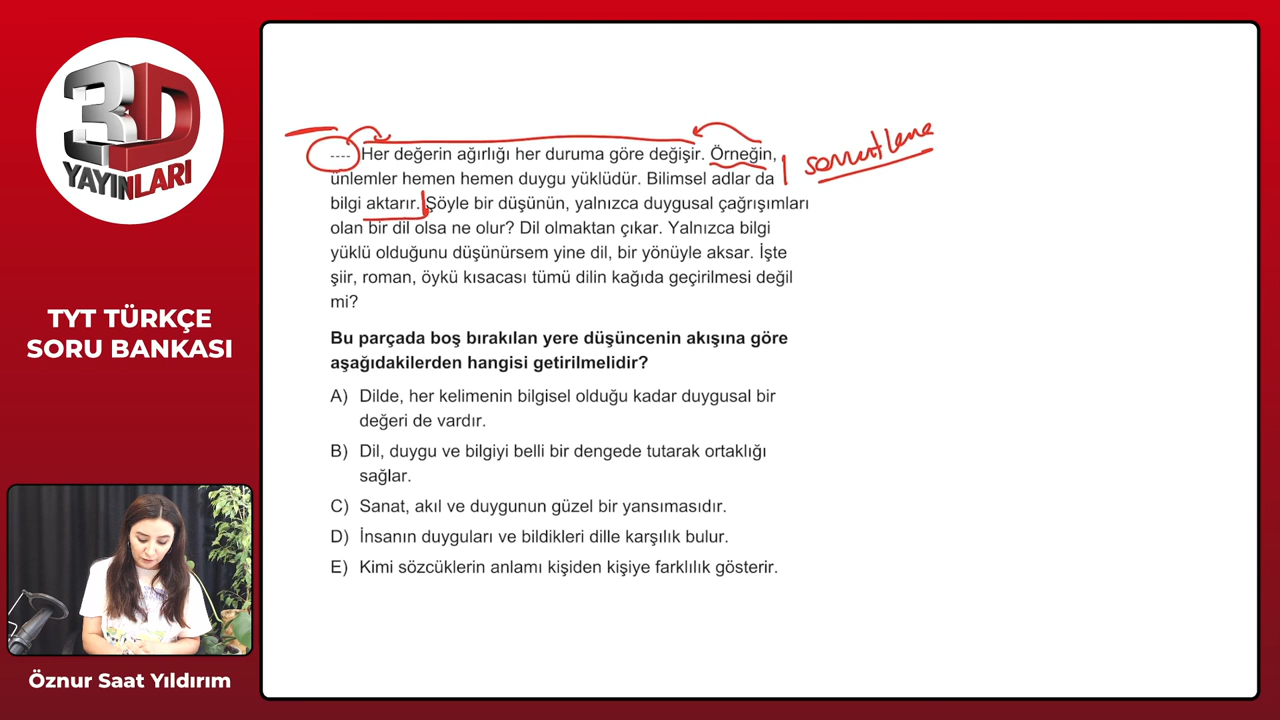 3D
YAYINLARI
TYT TÜRKÇE
SORU BANKASI
Öznur Saat Yıldırım
---- Her değerin ağırlığı her duruma göre değişir. Örneğin,
ünlemler hemen hemen duygu yüklüdür. Bilimsel adlar da
bilgi aktarır. Şöyle bir düşünün, yalnızca duygusal çağrışımları
olan bir dil olsa ne olur? Dil olmaktan çıkar. Yalnızca bilgi
yüklü olduğunu düşünürsem yine dil, bir yönüyle aksar. İşte
şiir, roman, öykü kısacası tümü dilin kağıda geçirilmesi değil
mi?
Bu parçada boş bırakılan yere düşüncenin akışına göre
aşağıdakilerden hangisi getirilmelidir?
A) Dilde, her kelimenin bilgisel olduğu kadar duygusal bir
değeri de vardır.
B) Dil, duygu ve bilgiyi belli bir dengede tutarak ortaklığı
sağlar.
C) Sanat, akıl ve duygunun güzel bir yansımasıdır.
D) İnsanın duyguları ve bildikleri dille karşılık bulur.
E) Kimi sözcüklerin anlamı kişiden kişiye farklılık gösterir.